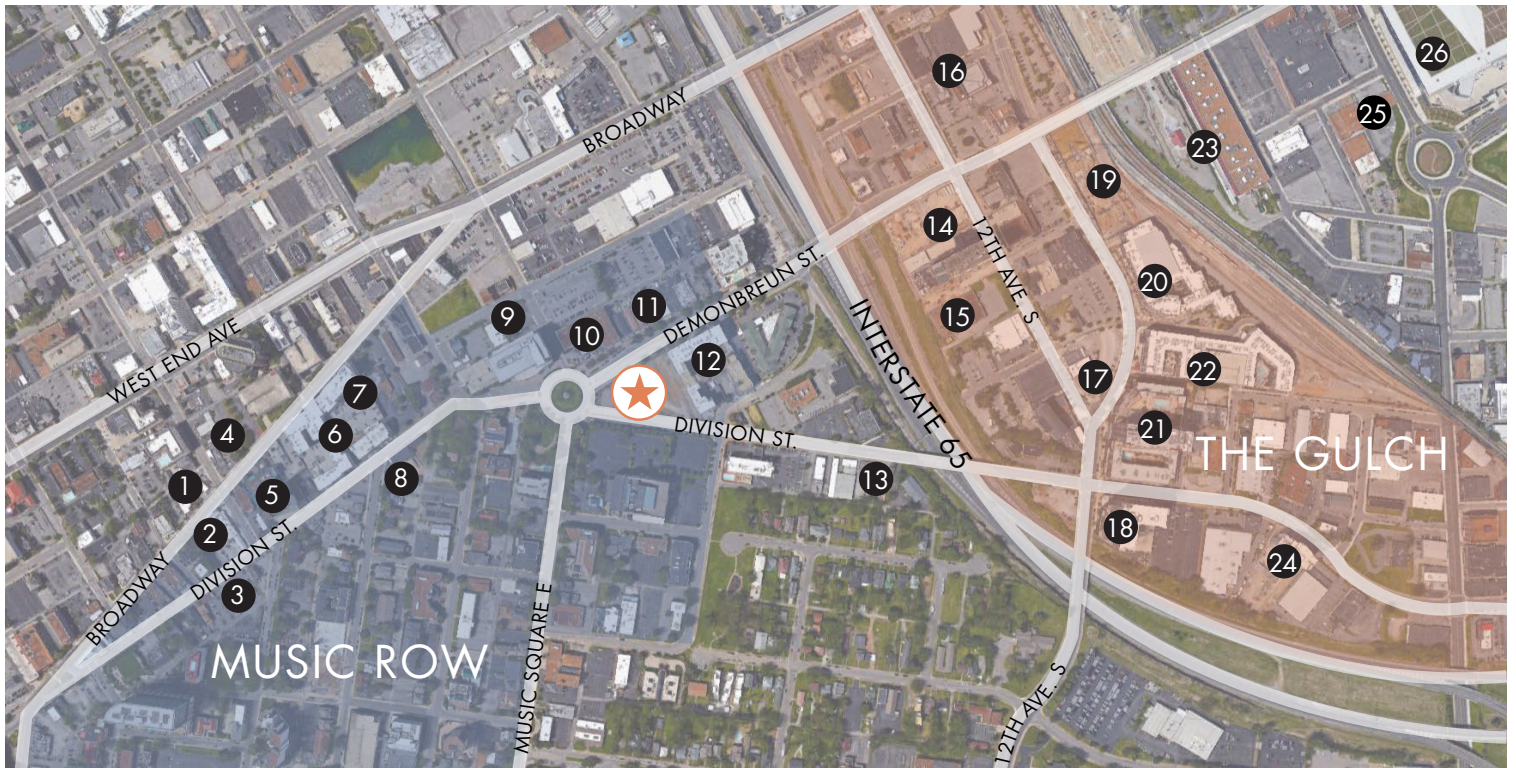 26
16
25
BROADWAY
23
19
14
12TH AVE. S
DEMONBREUN ST.
20
11
9
15
INTERSTATE 65
10
WEST END AVE
12
22
17
7
4
6
DIVISION ST.
21
THE GULCH
8
13
1
5
18
2
24
BROADWAY
DIVISION ST.
3
MUSIC ROW
MUSIC SQUARE E
12TH AVE. S